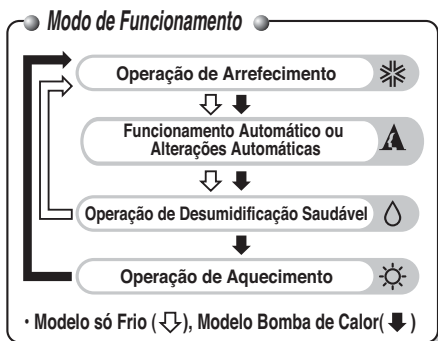 Modo de Funcionamento
Operação de Arrefecimento
Funcionamento Automático ou
Alterações Automáticas
Operação de Desumidificação Saudável
Operação de Aquecimento
· Modelo só Frio (⇩), Modelo Bomba de Calor(⬇)